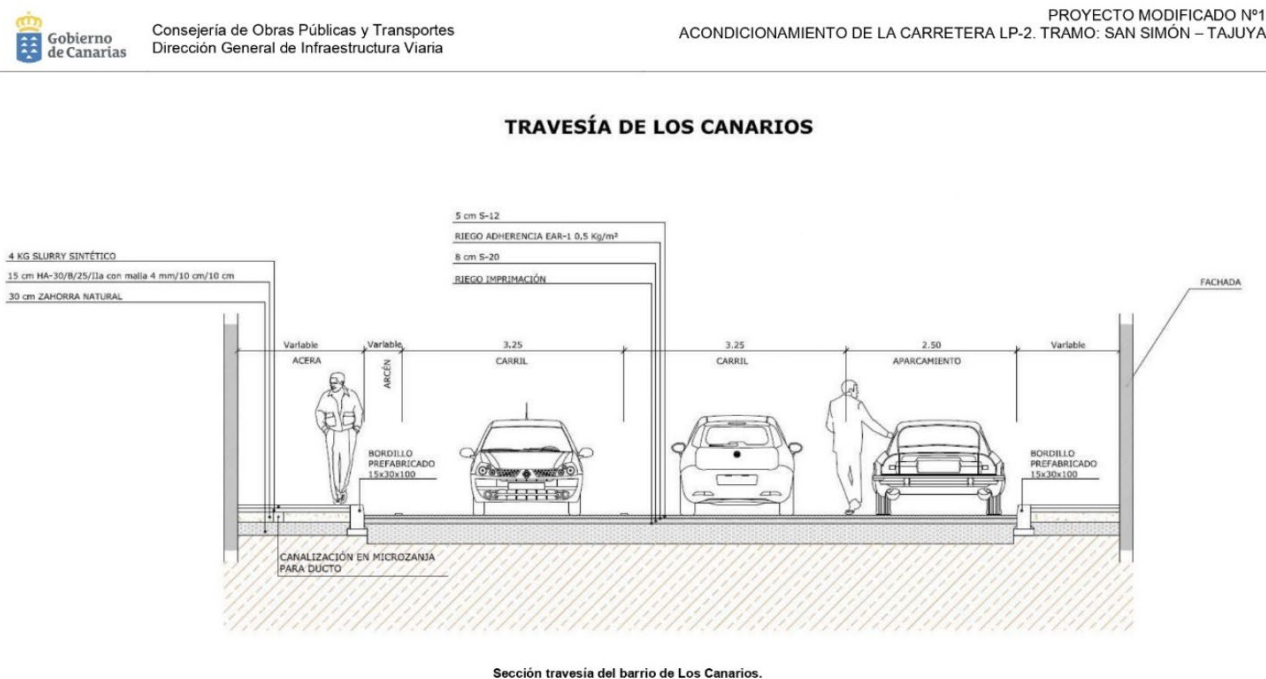 Gobierno
de Canarias
Consejería de Obras Públicas y Transportes
Dirección General de Infraestructura Viaria
PROYECTO MODIFICADO Nº1
ACONDICIONAMIENTO DE LA CARRETERA LP-2. TRAMO: SAN SIMÓN – TAJUYA
TRAVESÍA DE LOS CANARIOS
5 cm S-12
RIEGO ADHERENCIA EAR-1 0,5 Kg/m²
8 cm S-20
RIEGO IMPRIMACIÓN
4 KG SLURRY SINTÉTICO
15 cm HA-30/B/25/IIa con malla 4 mm/10 cm/10 cm
30 cm ZAHORRA NATURAL
FACHADA
Variable
Variable
3.25
3.25
2.50
Variable
ACERA
ARCÉN
CARRIL
CARRIL
APARCAMIENTO
BORDILLO
PREFABRICADO
15x30x100
BORDILLO
PREFABRICADO
15x30x100
CANALIZACIÓN EN MICROZANJA
PARA DUCTO
Sección travesía del barrio de Los Canarios.